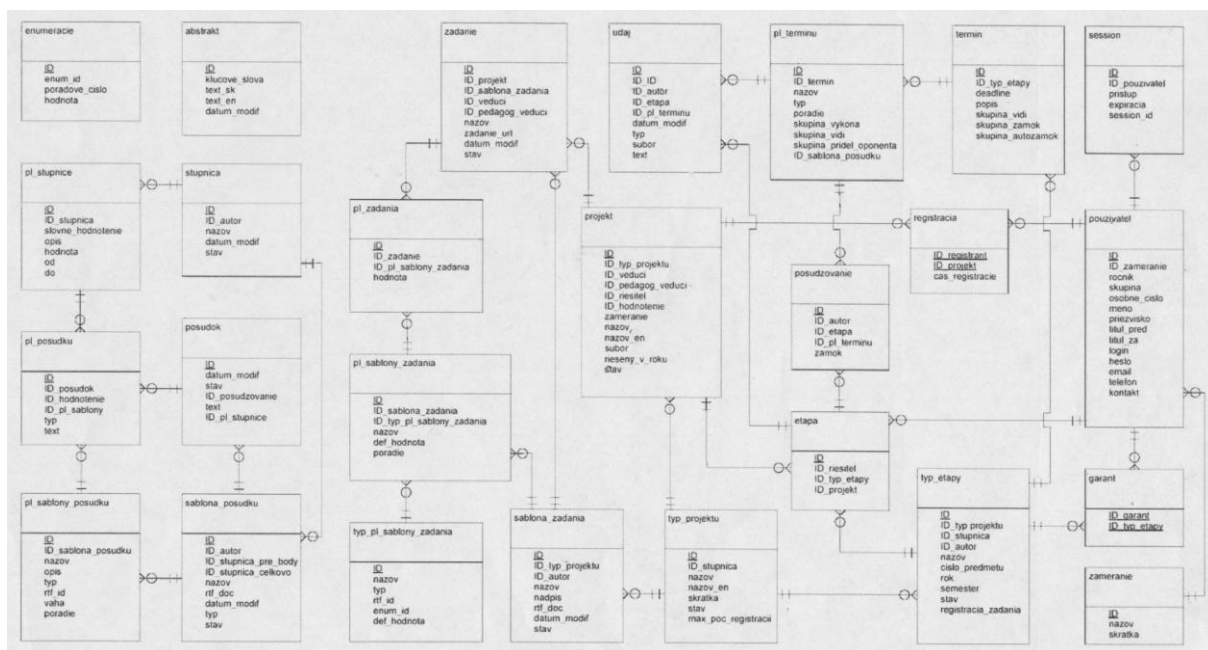 enumeracie
ID
enum_id
poradove_cislo
hodnota
abstrakt
ID
klucove_slova
text_sk
text_en
datum_modif
zadanie
ID
ID_projekt
ID_sablona_zadania
ID_veduci
ID_pedagog_veduci
nazov
zadanie_url
datum_modif
stav
udaj
ID
ID_ID
ID_autor
ID_etapa
ID_pl_terminu
datum_modif
typ
subor
text
pl_terminu
ID
ID_termin
nazov
typ
poradie
skupina_vykona
skupina_vidi
skupina_pridel_oponenta
ID_sablona_posudku
termin
ID
ID_typ_etapy
deadline
popis
skupina_vidi
skupina_zamok
skupina_autozamok
session
ID
ID_pouzivatel
pristup
expiracia
session_id
pl_stupnice
ID
ID_stupnica
slovne_hodnotenie
opis
hodnota
od
do
stupnica
ID
ID_autor
nazov
datum_modif
stav
pl_zadania
ID
ID_zadanie
ID_pl_sablony_zadania
hodnota
projekt
ID
ID_typ_projektu
ID_veduci
ID_pedagog_veduci
ID_riesitel
ID_hodnotenie
zameranie
nazov
nazov_en
subor
rieseny_v_roku
stav
registracia
ID_registrant
ID_projekt
cas_registracie
pouzivatel
ID
ID_zameranie
rocnik
skupina
osobne_cislo
meno
priezvisko
titul_pred
titul_za
login
heslo
email
telefon
kontakt
posudzovanie
ID
ID_autor
ID_etapa
ID_pl_terminu
zamok
pl_posudku
ID
ID_posudok
ID_hodnotenie
ID_pl_sablony
typ
text
posudok
ID
datum_modif
stav
ID_posudzovanie
text
ID_pl_stupnice
pl_sablony_zadania
ID
ID_sablona_zadania
ID_typ_pl_sablony_zadania
nazov
def_hodnota
poradie
etapa
ID
ID_riesitel
ID_typ_etapy
ID_projekt
typ_etapy
ID
ID_typ projektu
ID_stupnica
ID_autor
nazov
cislo_predmetu
rok
semester
stav
registracia_zadania
garant
ID_garant
ID_typ_etapy
pl_sablony_posudku
ID
ID_sablona_posudku
nazov
opis
typ
rtf_id
vaha
poradie
sablona_posudku
ID
ID_autor
ID_stupnica_pre_body
ID_stupnica_celkovo
nazov
rtf_doc
datum_modif
typ
stav
typ_pl_sablony_zadania
ID
nazov
typ
rtf_id
enum_id
def_hodnota
sablona_zadania
ID
ID_typ_projektu
ID_autor
nazov
nadpis
rtf_doc
datum_modif
stav
typ_projektu
ID
ID_stupnica
nazov
nazov_en
skratka
stav
max_poc_registracii
zameranie
ID
nazov
skratka